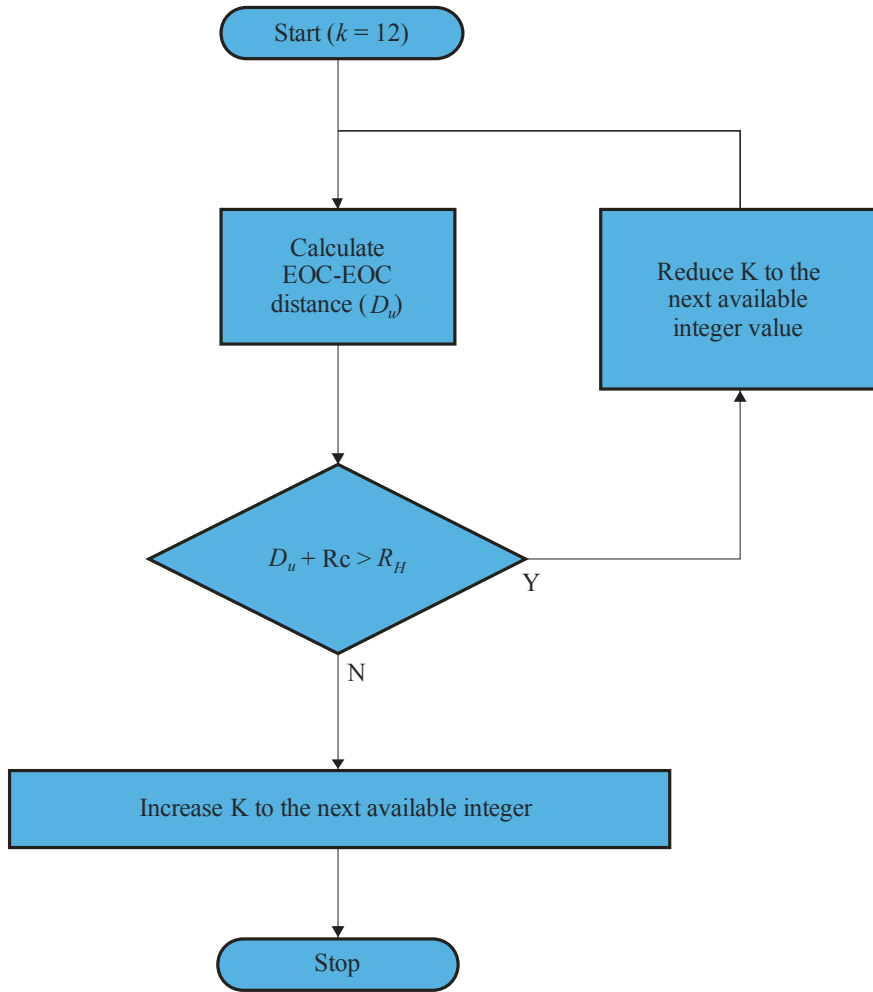 Start (k = 12)
Calculate
EOC-EOC
distance (Du)
Reduce K to the
next available
integer value
Du + Rc > RH
Y
N
Increase K to the next available integer
Stop